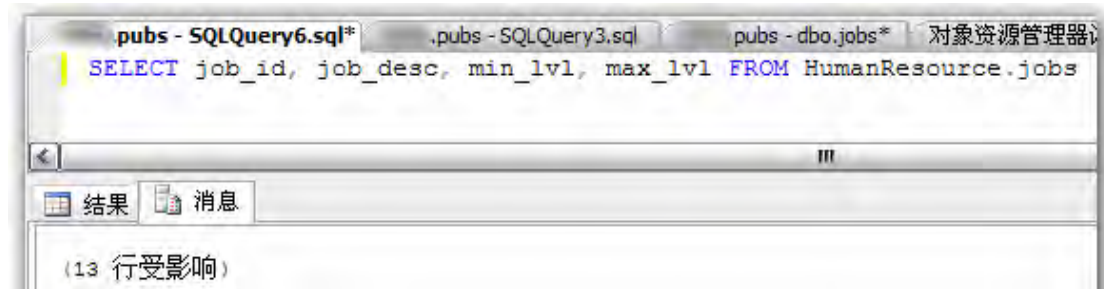 .pubs - SQLQuery6.sql* .pubs - SQLQuery3.sql pubs - dbo.jobs* 对象资源管理器
SELECT job_id, job_desc, min_lvl, max_lvl FROM HumanResource.jobs
结果 消息
(13 行受影响)